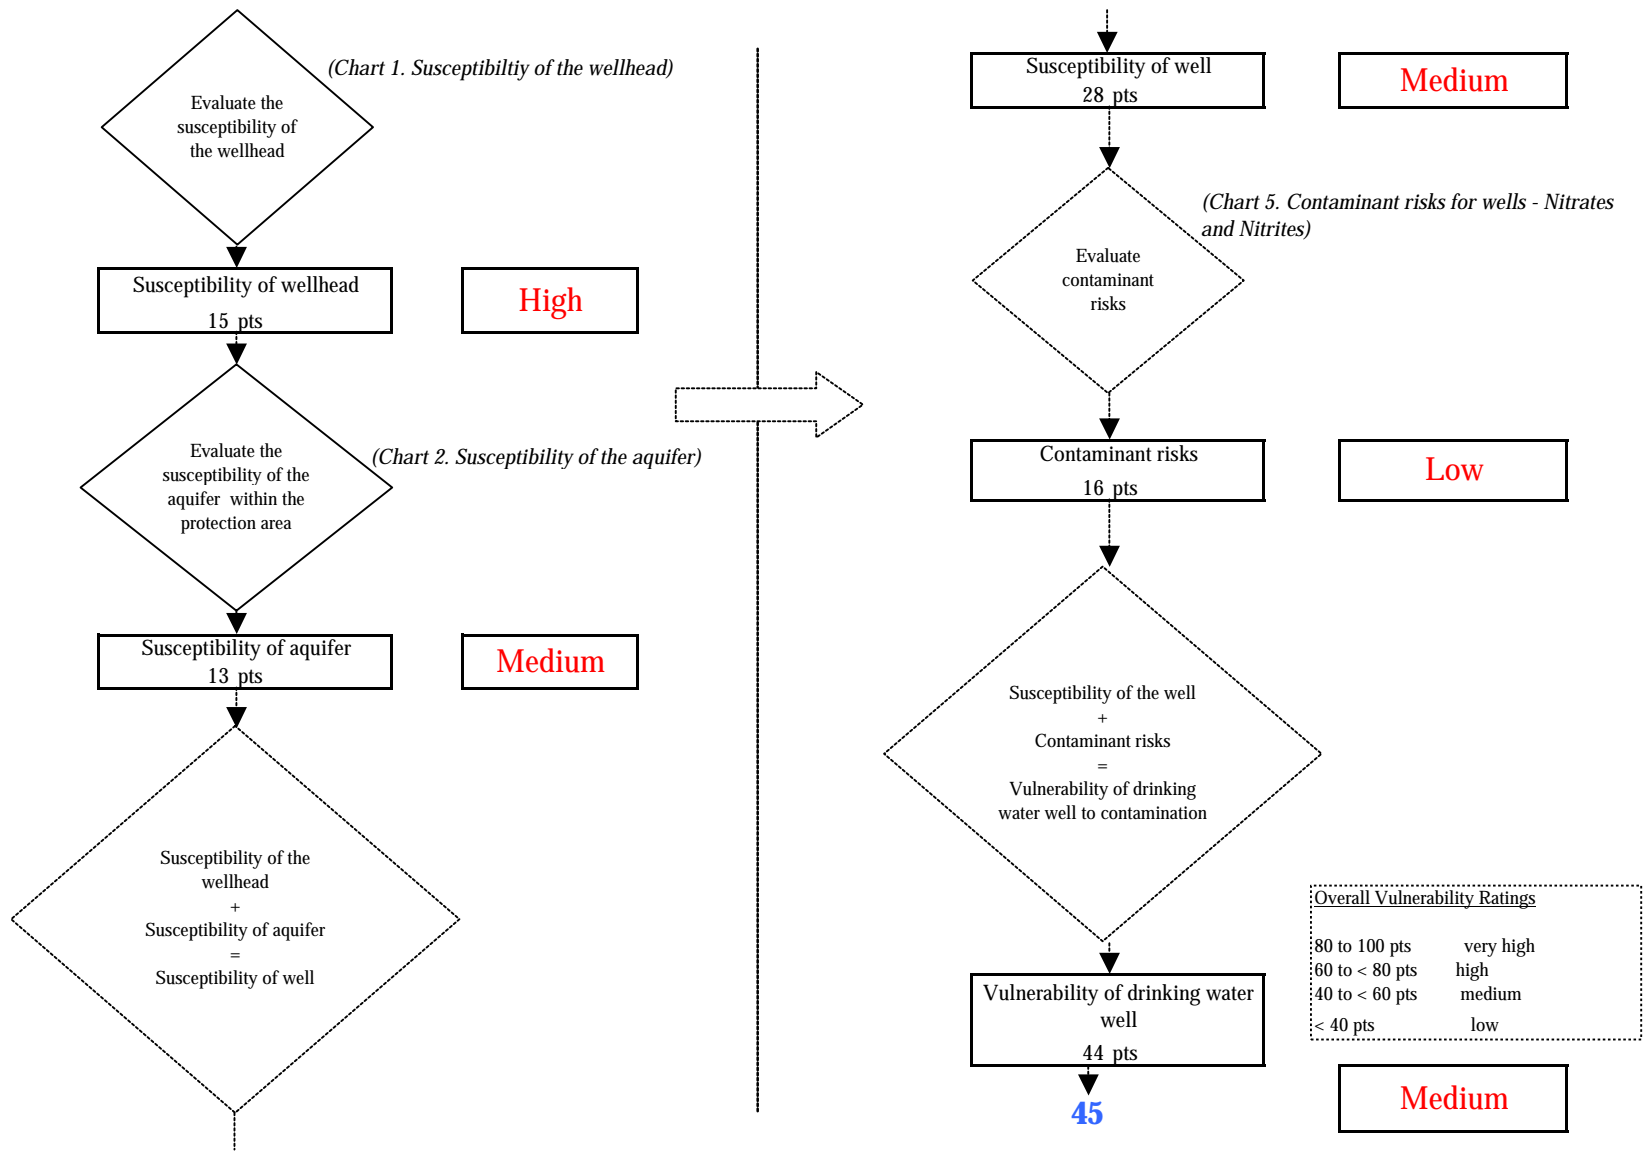 (Chart 1. Susceptibiltiy of the wellhead)
Evaluate the
susceptibility of
the wellhead
Susceptibility of wellhead
15 pts
High
Evaluate the
susceptibility of the
aquifer within the
protection area
(Chart 2. Susceptibility of the aquifer)
Susceptibility of aquifer
13 pts
Medium
Susceptibility of the
wellhead
+
Susceptibility of aquifer
=
Susceptibility of well
Susceptibility of well
28 pts
Medium
(Chart 5. Contaminant risks for wells - Nitrates
and Nitrites)
Evaluate
contaminant
risks
Contaminant risks
16 pts
Low
Susceptibility of the well
+
Contaminant risks
=
Vulnerability of drinking
water well to contamination
Overall Vulnerability Ratings
80 to 100 pts very high
60 to < 80 pts high
40 to < 60 pts medium
< 40 pts low
Vulnerability of drinking water
well
44 pts
45
Medium